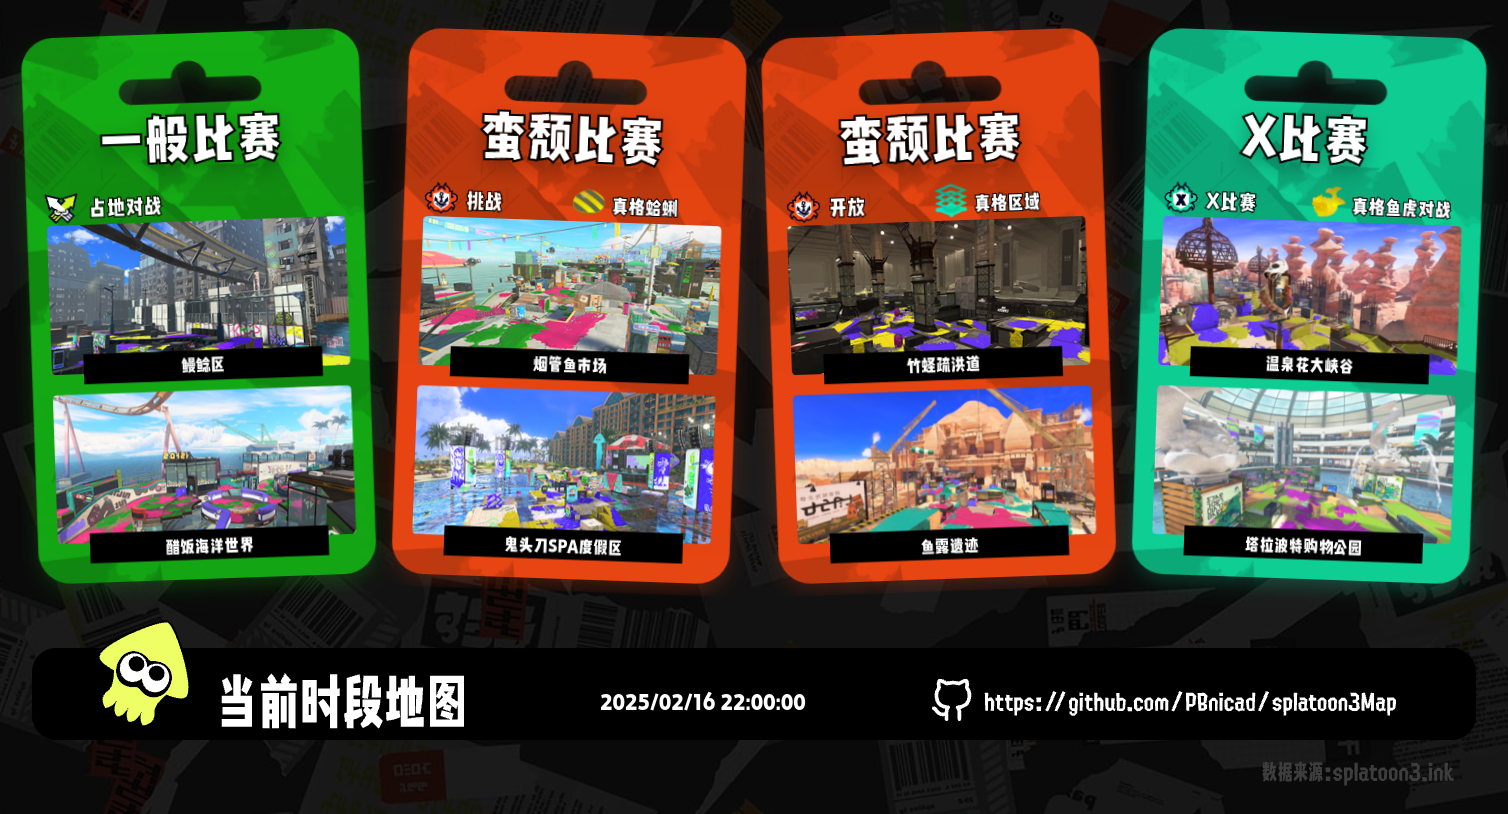 一般比赛
占地对战
鳗鲶区
醋饭海洋世界
蛮颓比赛
挑战
真格蛤蜊
烟管鱼市场
鬼头刀SPA度假区
蛮颓比赛
开放
真格区域
竹蛏疏洪道
鱼露遗迹
X比赛
X比赛
真格鱼虎对战
温泉花大峡谷
塔拉波特购物公园
当前时段地图
2025/02/16 22:00:00
https://github.com/PBnicad/splatoon3Map
数据来源:splatoon3.ink